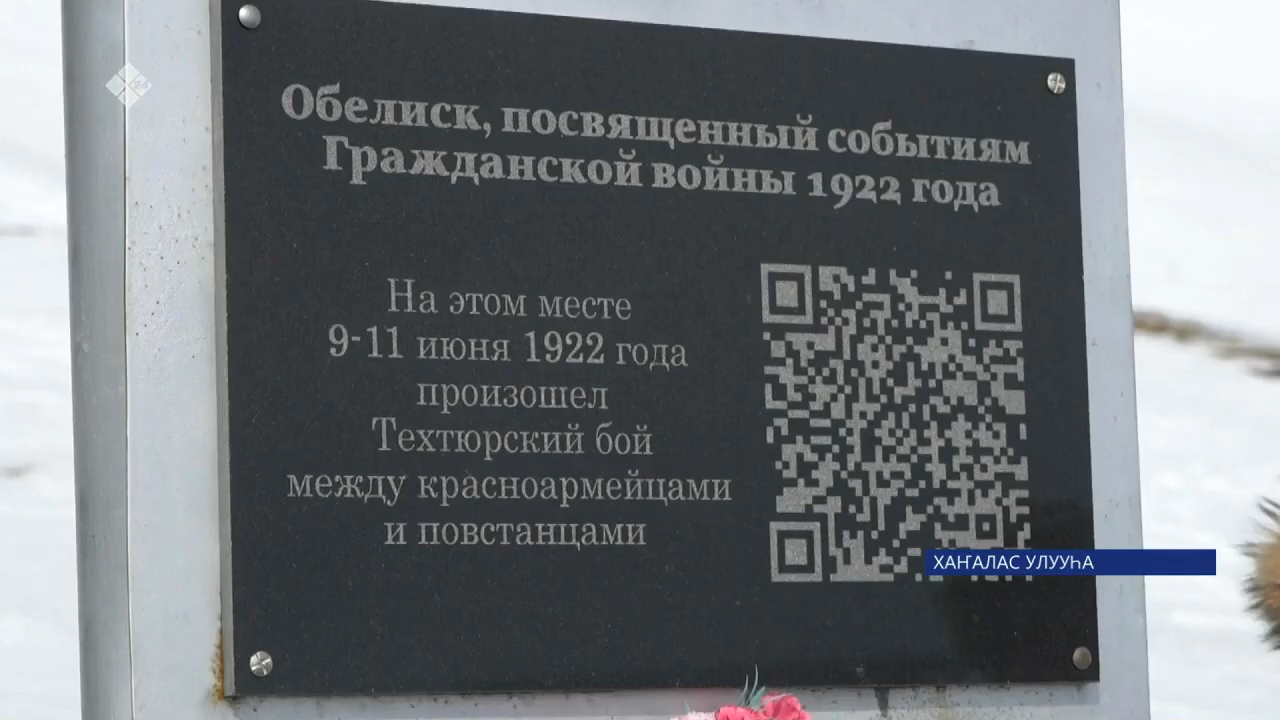 Обелиск, посвященный событиям
Гражданской войны 1922 года
На этом месте
9-11 июня 1922 года
произошел
Техтюрский бой
между красноармейцами
и повстанцами
ХАҤАЛАС УЛУУҺА